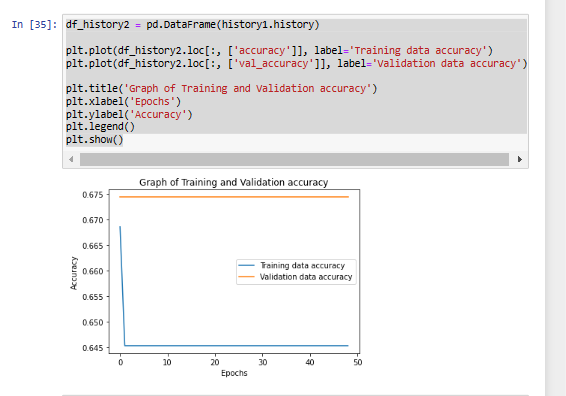 In [35]: df_history2 = pd.DataFrame(history1.history)
plt.plot(df_history2.loc[:, ['accuracy']], label='Training data accuracy')
plt.plot(df_history2.loc[:, ['val_accuracy']], label='Validation data accuracy')
plt.title('Graph of Training and Validation accuracy')
plt.xlabel('Epochs')
plt.ylabel('Accuracy')
plt.legend()
plt.show()
Graph of Training and Validation accuracy
0.675
0.670
0.665
0.660
0.655
0.650
0.645
Accuracy
Training data accuracy
Validation data accuracy
0 10 20 30 40 50
Epochs